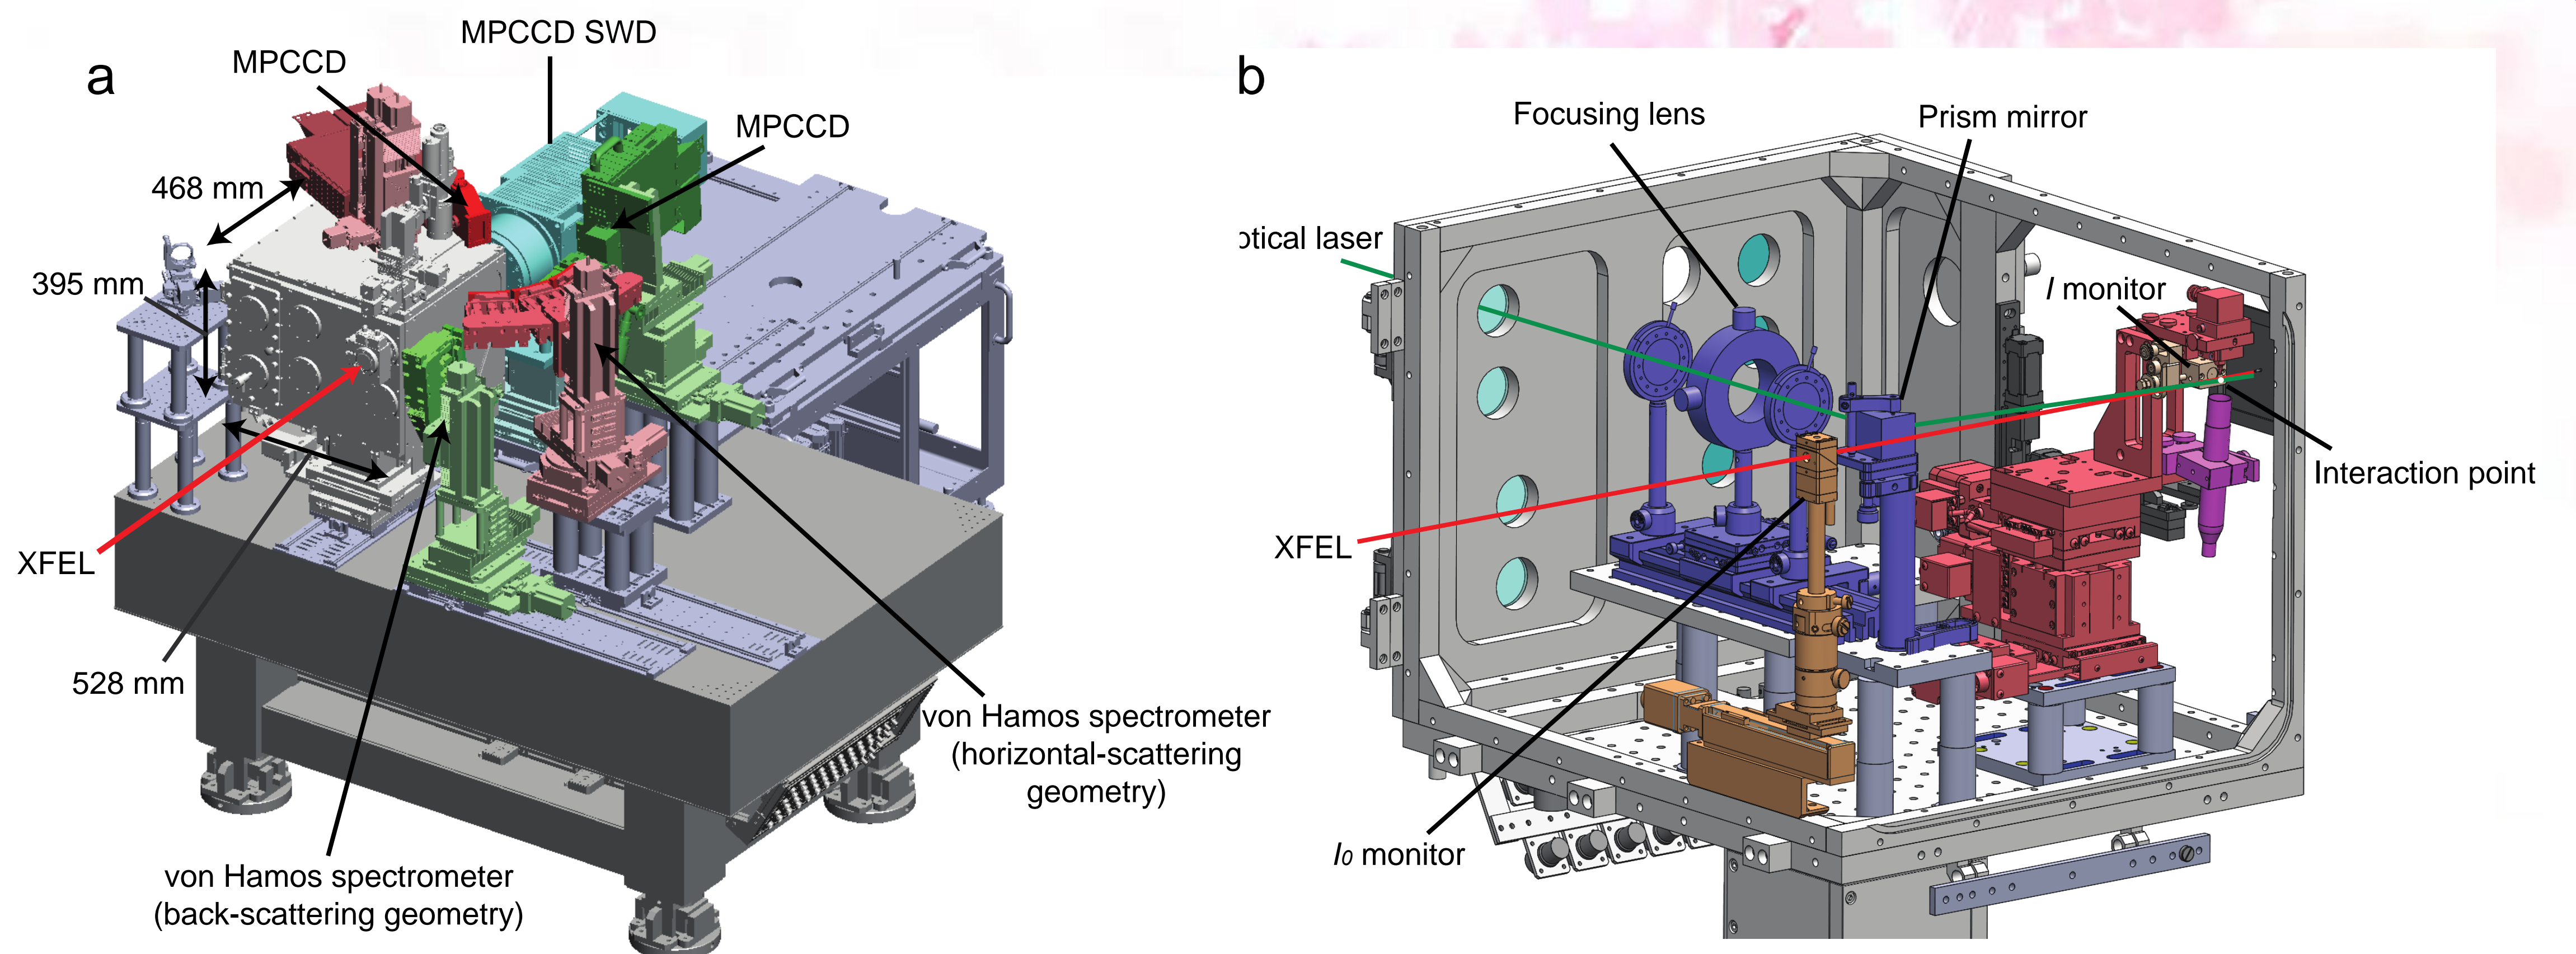 a
MPCCD SWD
MPCCD
MPCCD
468 mm
395 mm
XFEL
528 mm
von Hamos spectrometer
(horizontal-scattering
geometry)
von Hamos spectrometer
(back-scattering geometry)
b
Focusing lens
Prism mirror
otical laser
I monitor
Interaction point
XFEL
I0 monitor